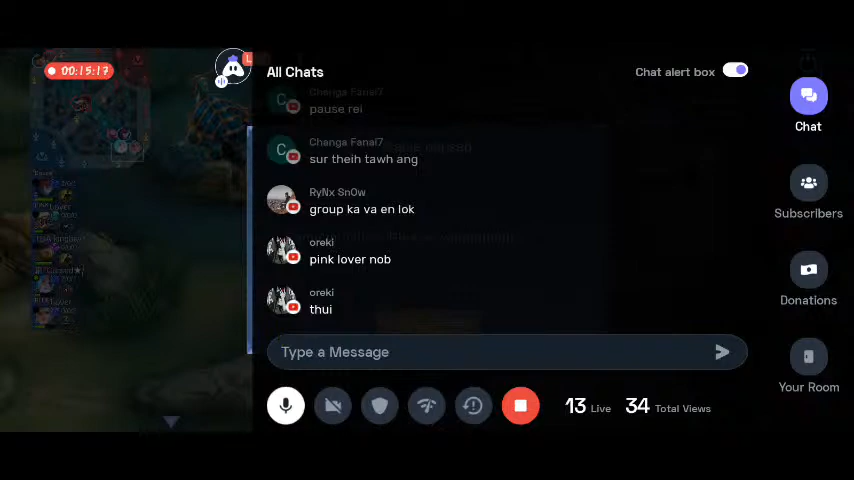 00:15:17
All Chats
Chat alert box
Changa Fanai7
pause rei
Changa Fanai7
sur theih tawh ang
RyNx Sn0w
group ka va en lok
oreki
pink lover nob
oreki
thui
Type a Message
13 Live 34 Total Views
Chat
Subscribers
Donations
Your Room